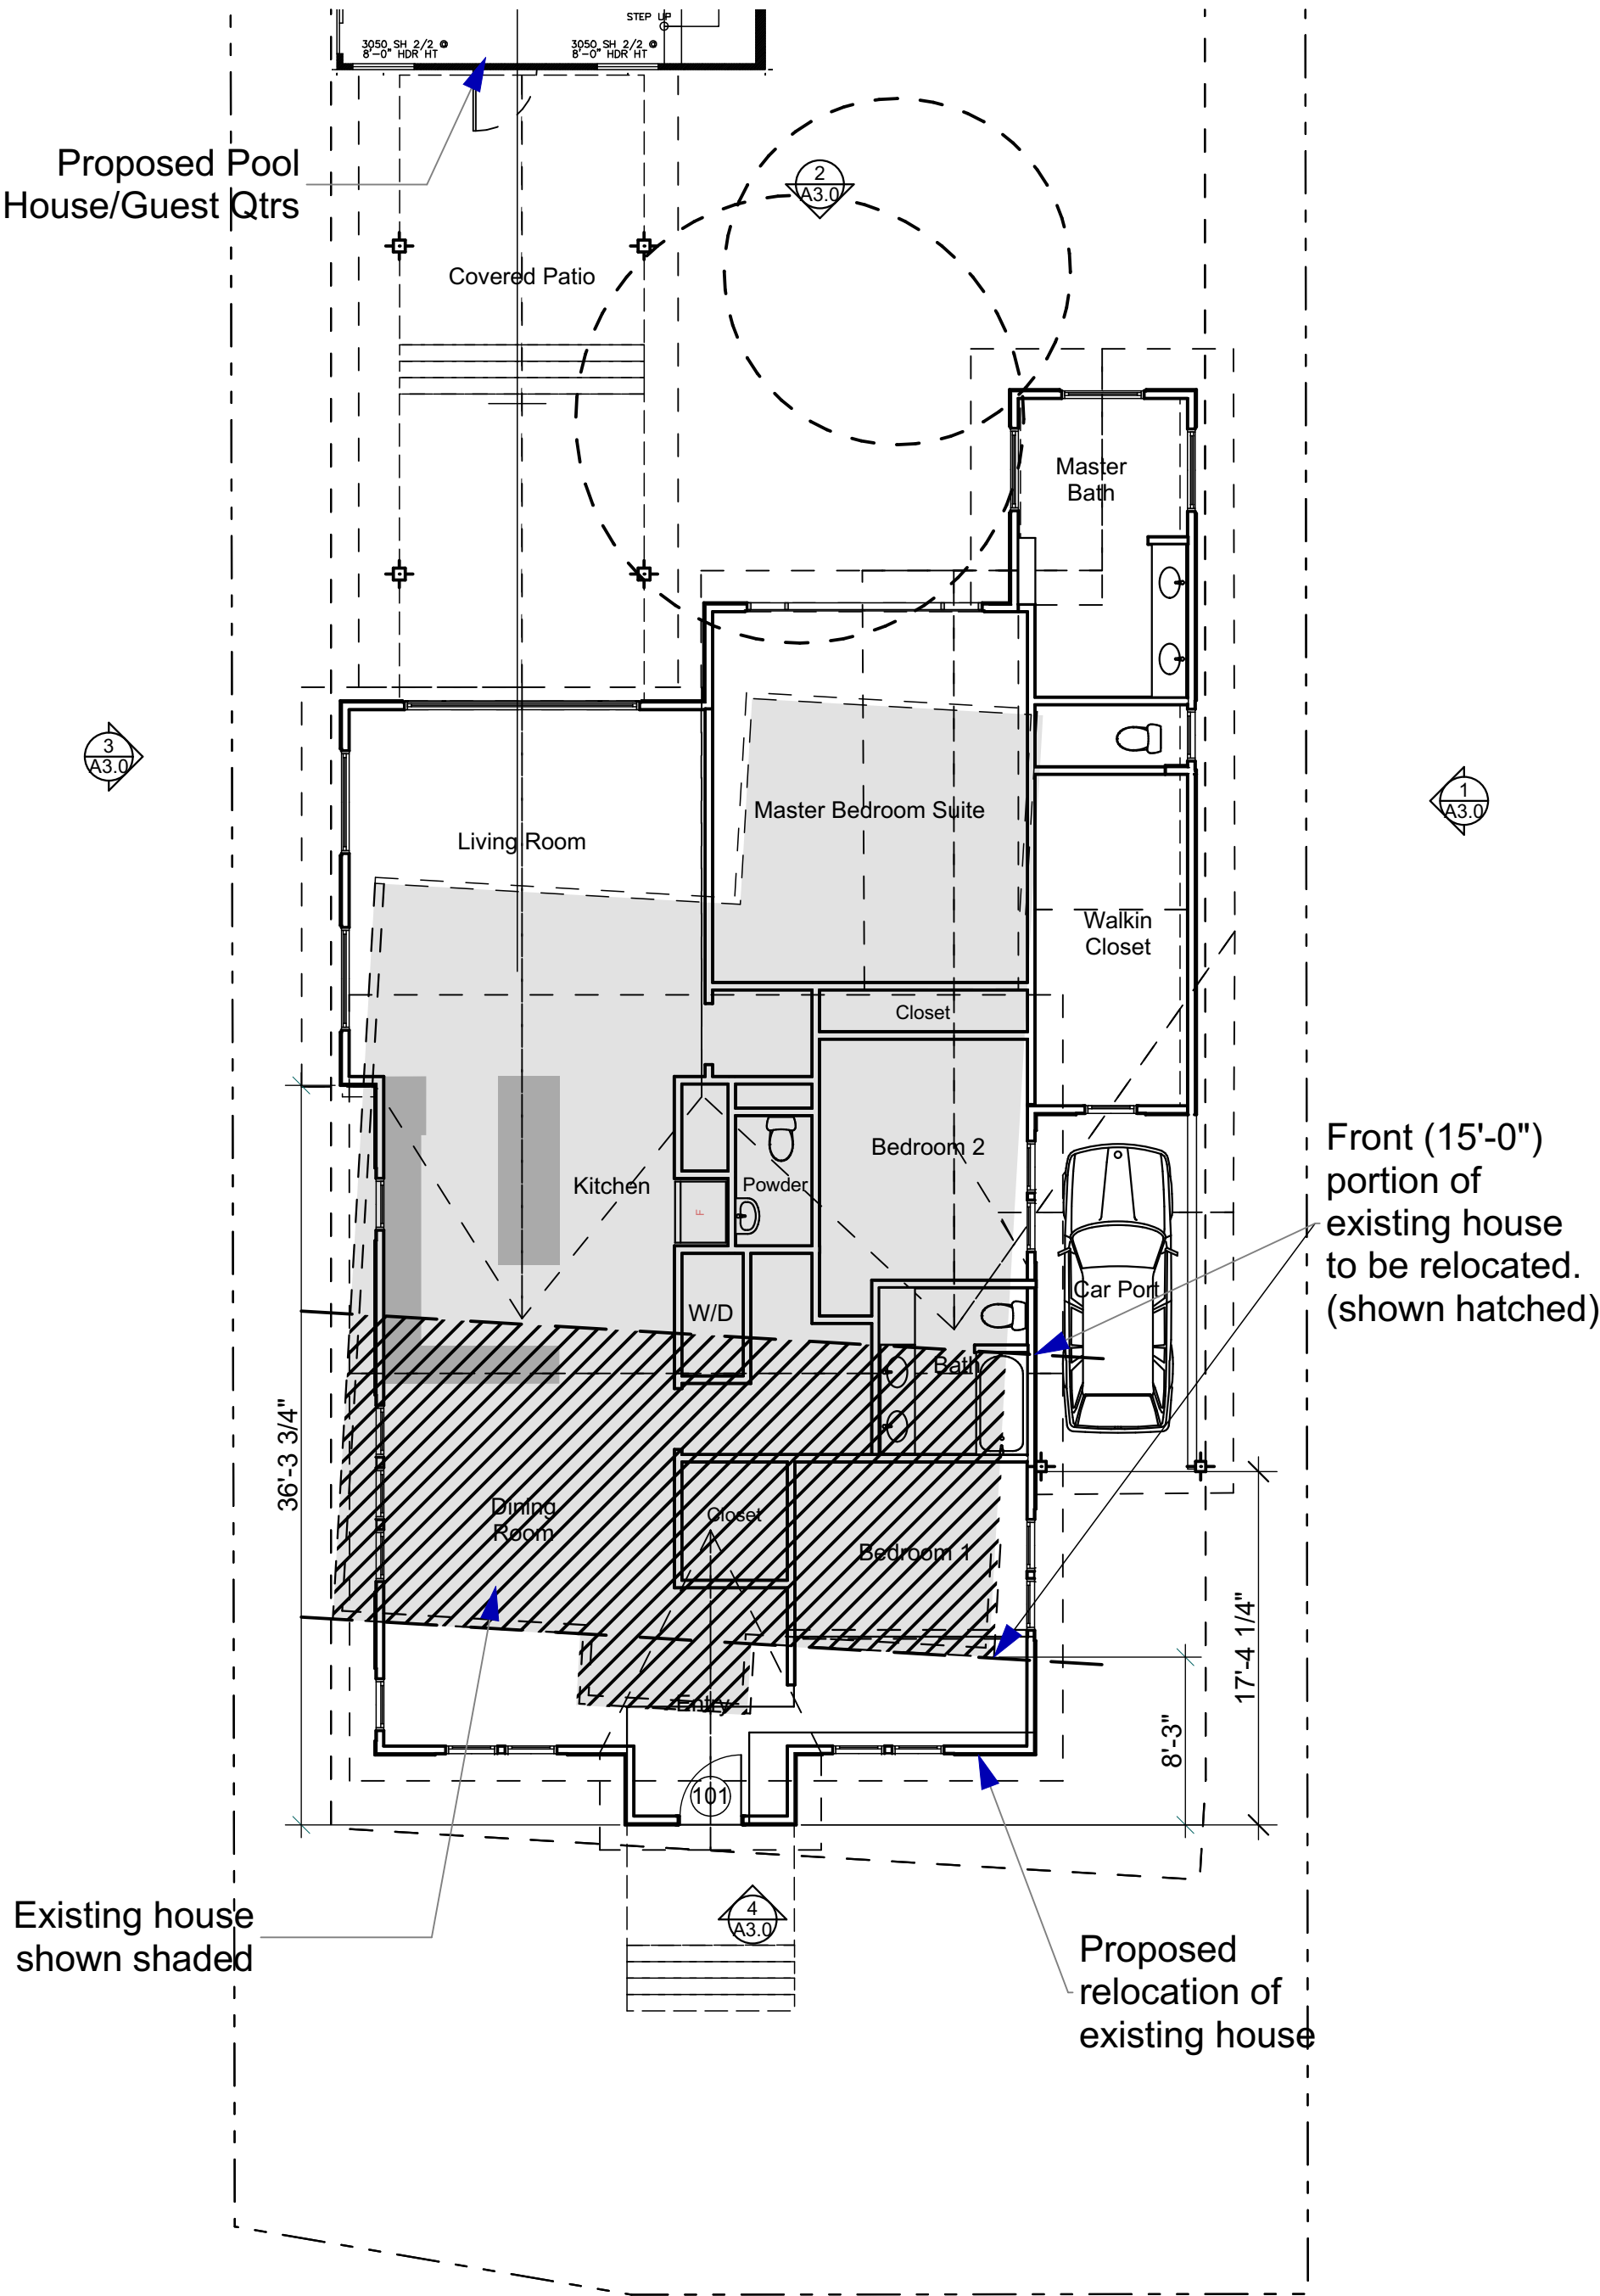 STEP UP
3050 SH 2/2 @
8'-0" HDR HT
3050 SH 2/2 @
8'-0" HDR HT
Proposed Pool
House/Guest Qtrs
2
A3.0
Covered Patio
Master
Bath
3
A3.0
1
A3.0
Master Bedroom Suite
Living Room
Walkin
Closet
Closet
Bedroom 2
Kitchen
Powder
F
Front (15'-0")
portion of
existing house
to be relocated.
(shown hatched)
Car Port
W/D
Bath
36'-3 3/4"
Dining
Room
Closet
Bedroom 1
17'-4 1/4"
8'-3"
Entry
101
Existing house
shown shaded
4
A3.0
Proposed
relocation of
existing house